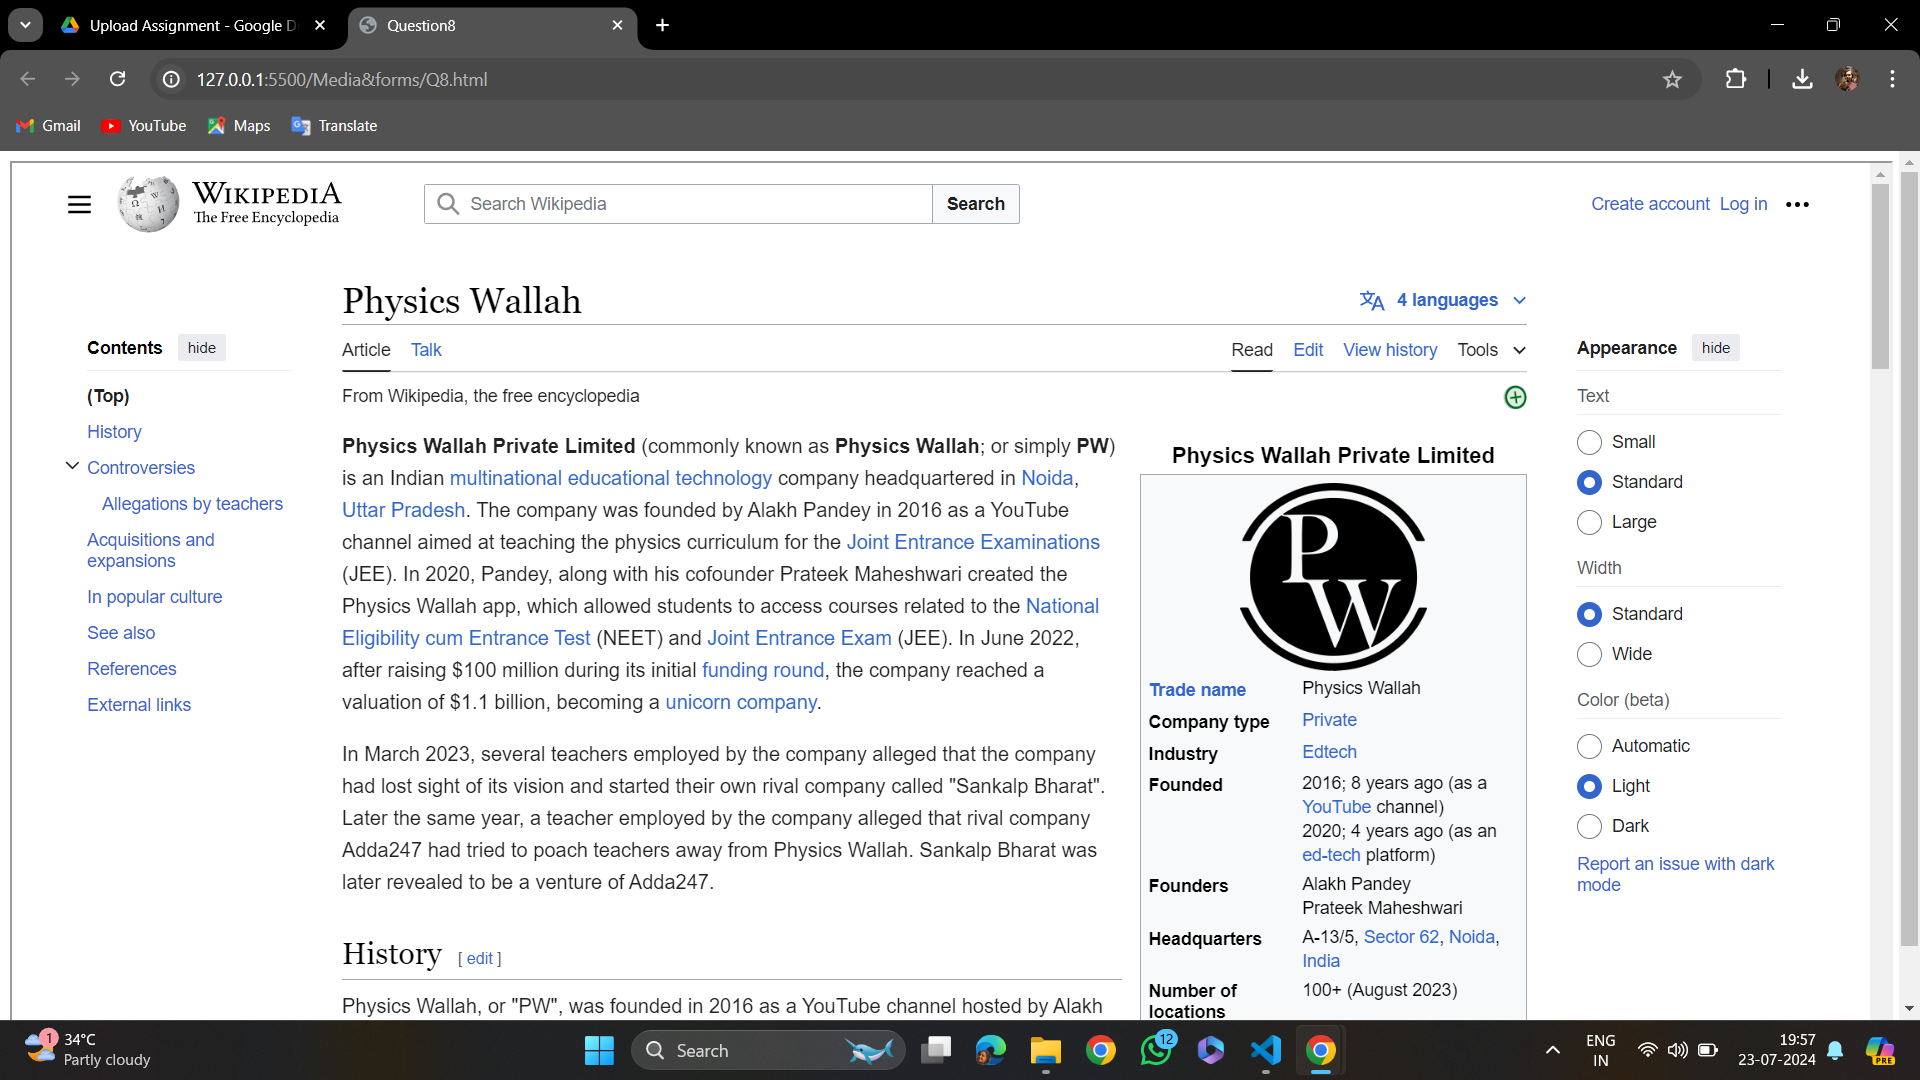 Upload Assignment - Google D
Question8
127.0.0.1:5500/Media&forms/Q8.html
Gmail
YouTube
Maps
Translate
WIKIPEDIA
The Free Encyclopedia
Search Wikipedia
Search
Create account
Log in
Physics Wallah
4 languages
Contents
hide
Article
Talk
Read
Edit
View history
Tools
From Wikipedia, the free encyclopedia
(Top)
History
Controversies
Allegations by teachers
Acquisitions and
expansions
In popular culture
See also
References
External links
Physics Wallah Private Limited (commonly known as Physics Wallah; or simply PW)
is an Indian multinational educational technology company headquartered in Noida,
Uttar Pradesh. The company was founded by Alakh Pandey in 2016 as a YouTube
channel aimed at teaching the physics curriculum for the Joint Entrance Examinations
(JEE). In 2020, Pandey, along with his cofounder Prateek Maheshwari created the
Physics Wallah app, which allowed students to access courses related to the National
Eligibility cum Entrance Test (NEET) and Joint Entrance Exam (JEE). In June 2022,
after raising $100 million during its initial funding round, the company reached a
valuation of $1.1 billion, becoming a unicorn company.
In March 2023, several teachers employed by the company alleged that the company
had lost sight of its vision and started their own rival company called "Sankalp Bharat".
Later the same year, a teacher employed by the company alleged that rival company
Adda247 had tried to poach teachers away from Physics Wallah. Sankalp Bharat was
later revealed to be a venture of Adda247.
History [ edit ]
Physics Wallah, or "PW", was founded in 2016 as a YouTube channel hosted by Alakh
Physics Wallah Private Limited
PW
Trade name Physics Wallah
Company type Private
Industry Edtech
Founded 2016; 8 years ago (as a
YouTube channel)
2020; 4 years ago (as an
ed-tech platform)
Founders Alakh Pandey
Prateek Maheshwari
Headquarters A-13/5, Sector 62, Noida,
India
Number of 100+ (August 2023)
locations
Appearance
hide
Text
Small
Standard
Large
Width
Standard
Wide
Color (beta)
Automatic
Light
Dark
Report an issue with dark
mode
1
34°C
Partly cloudy
Search
12
ENG
IN
19:57
23-07-2024
PRE